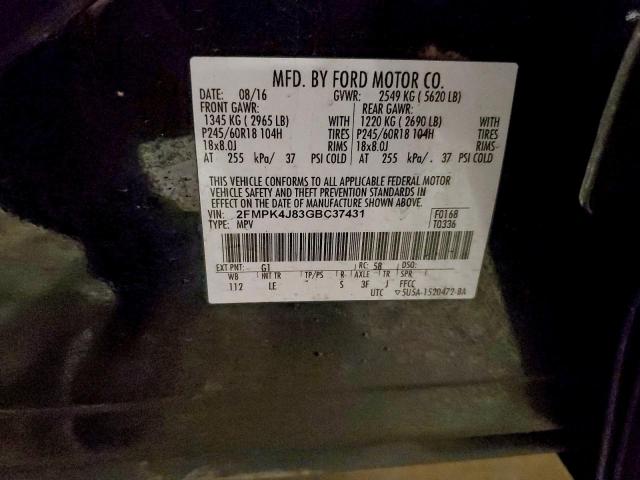 MFD. BY FORD MOTOR CO.
DATE: 08/16 GVWR: 2549 KG ( 5620 LB)
FRONT GAWR: REAR GAWR:
1345 KG ( 2965 LB) WITH 1220 KG ( 2690 LB) WITH
P245/60R18 104H TIRES P245/60R18 104H TIRES
18x8.0J RIMS 18x8.0J RIMS
AT 255 kPa/ 37 PSI COLD AT 255 kPa/. 37 PSI COLD
THIS VEHICLE CONFORMS TO ALL APPLICABLE FEDERAL MOTOR
VEHICLE SAFETY AND THEFT PREVENTION STANDARDS IN
EFFECT ON THE DATE OF MANUFACTURE SHOWN ABOVE.
VIN: 2FMPK4J83GBC37431 F0168
TYPE: MPV T0336
EXT PNT: G1 RC: 58 DSO:
WB INT TR TP/PS R AXLE TR SPR
112 LE S 3F J FFCC
UTC ▽5U5A-1520472-BA